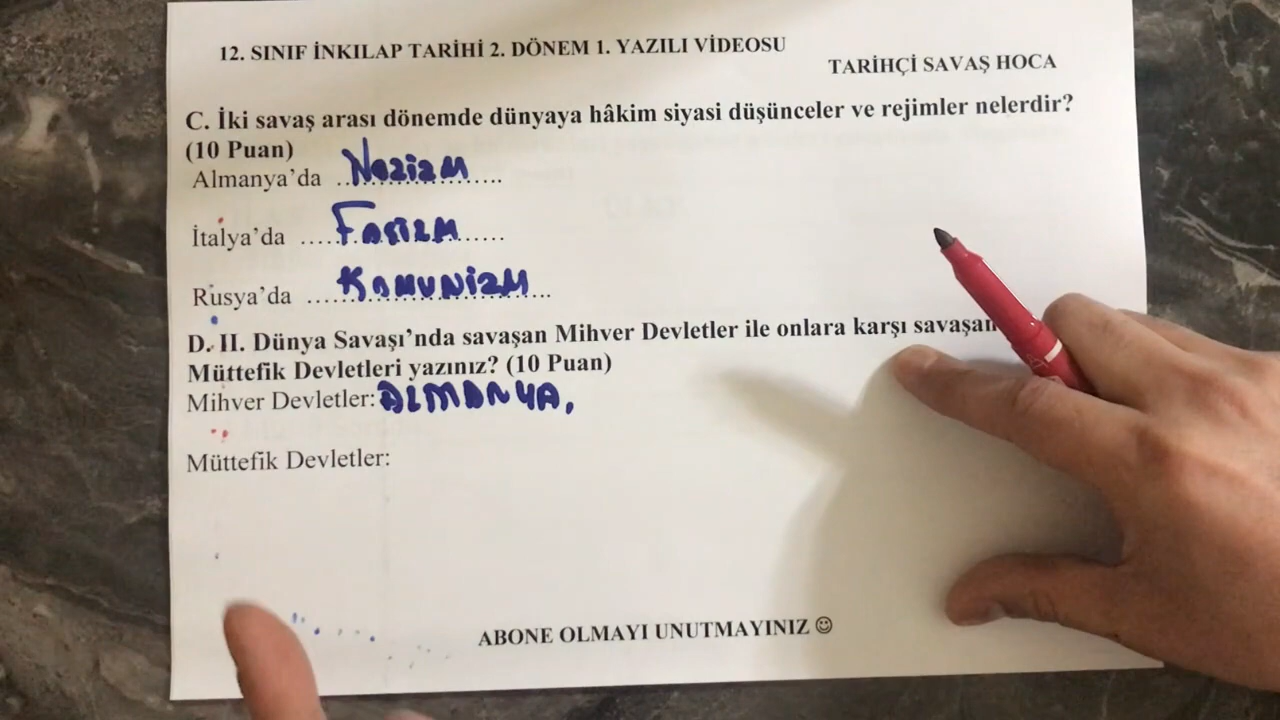 12. SINIF İNKILAP TARİHİ 2. DÖNEM 1. YAZILI VİDEOSU
TARİHÇİ SAVAŞ HOCA
C. İki savaş arası dönemde dünyaya hâkim siyasi düşünceler ve rejimler nelerdir?
(10 Puan)
Almanya'da ..Nazizm.....
İtalya'da .....Faşizm......
Rusya'da ....Komunizm...
D. II. Dünya Savaşı'nda savaşan Mihver Devletler ile onlara karşı savaşan
Müttefik Devletleri yazınız? (10 Puan)
Mihver Devletler: ALMANYA,
Müttefik Devletler:
ABONE OLMAYI UNUTMAYINIZ ☺